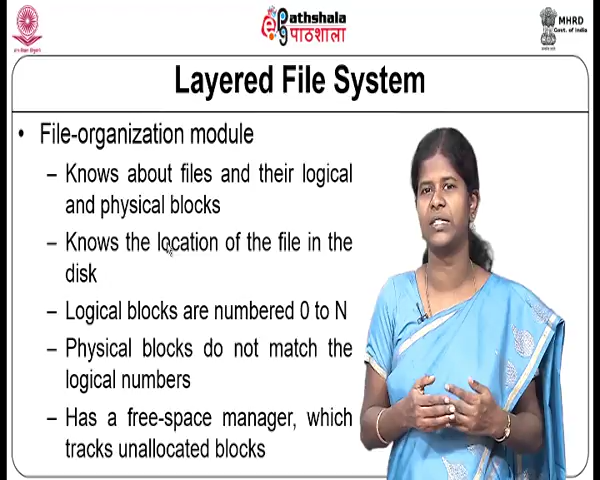 Pathshala
पाठशाला
MHRD
Govt. of India
Layered File System
• File-organization module
– Knows about files and their logical
and physical blocks
– Knows the location of the file in the
disk
– Logical blocks are numbered 0 to N
– Physical blocks do not match the
logical numbers
– Has a free-space manager, which
tracks unallocated blocks